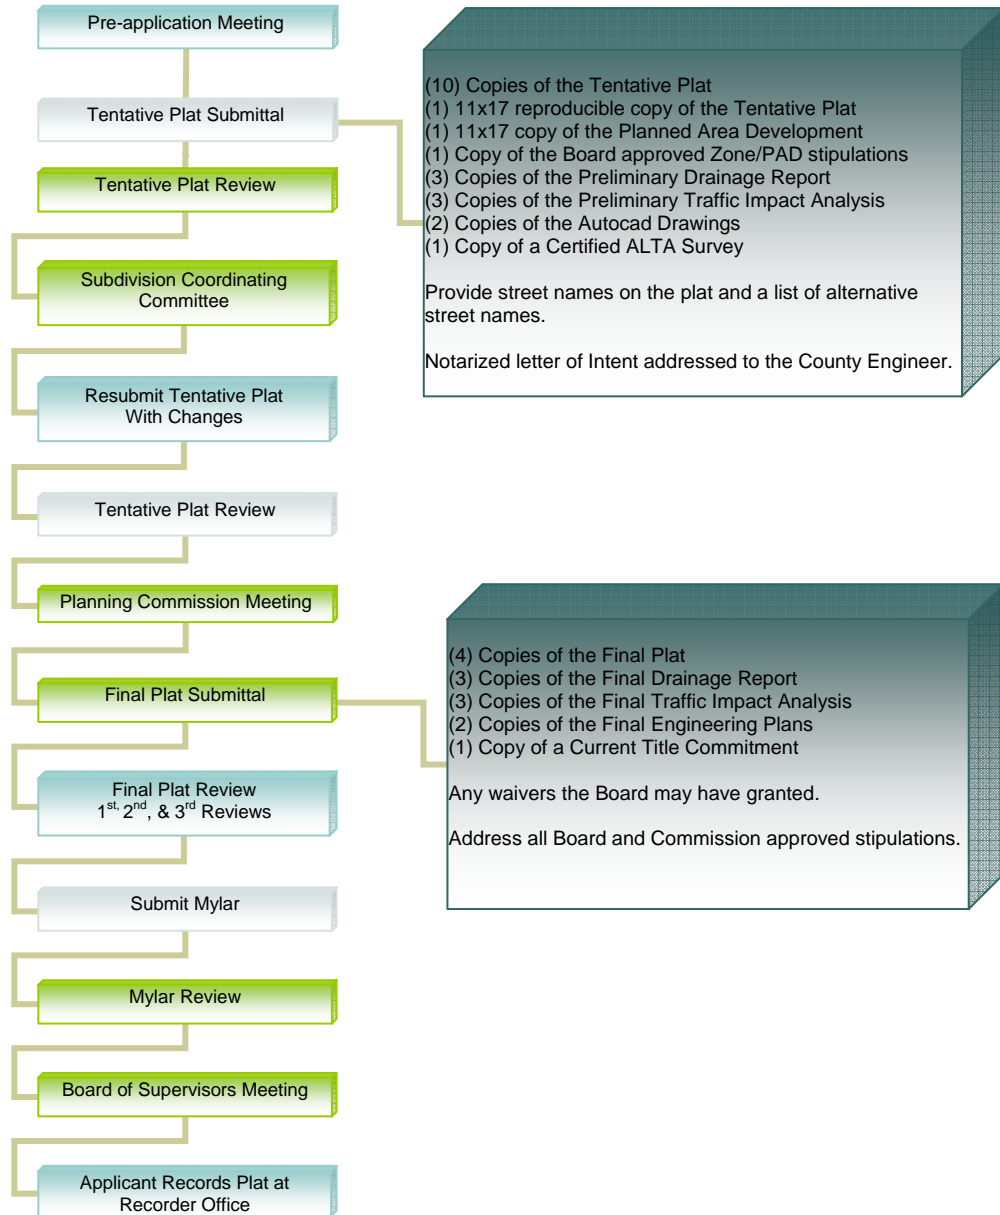 Pre-application Meeting
Tentative Plat Submittal
(10) Copies of the Tentative Plat
(1) 11x17 reproducible copy of the Tentative Plat
(1) 11x17 copy of the Planned Area Development
(1) Copy of the Board approved Zone/PAD stipulations
(3) Copies of the Preliminary Drainage Report
(3) Copies of the Preliminary Traffic Impact Analysis
(2) Copies of the Autocad Drawings
(1) Copy of a Certified ALTA Survey
Provide street names on the plat and a list of alternative
street names.
Notarized letter of Intent addressed to the County Engineer.
Tentative Plat Review
Subdivision Coordinating
Committee
Resubmit Tentative Plat
With Changes
Tentative Plat Review
Planning Commission Meeting
Final Plat Submittal
(4) Copies of the Final Plat
(3) Copies of the Final Drainage Report
(3) Copies of the Final Traffic Impact Analysis
(2) Copies of the Final Engineering Plans
(1) Copy of a Current Title Commitment
Any waivers the Board may have granted.
Address all Board and Commission approved stipulations.
Final Plat Review
1st, 2nd, & 3rd Reviews
Submit Mylar
Mylar Review
Board of Supervisors Meeting
Applicant Records Plat at
Recorder Office